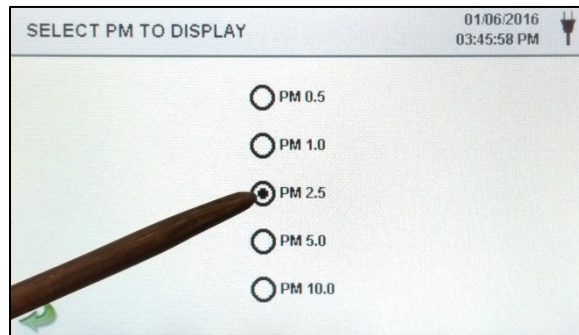 SELECT PM TO DISPLAY
01/06/2016
03:45:58 PM
PM 0.5
PM 1.0
PM 2.5
PM 5.0
PM 10.0